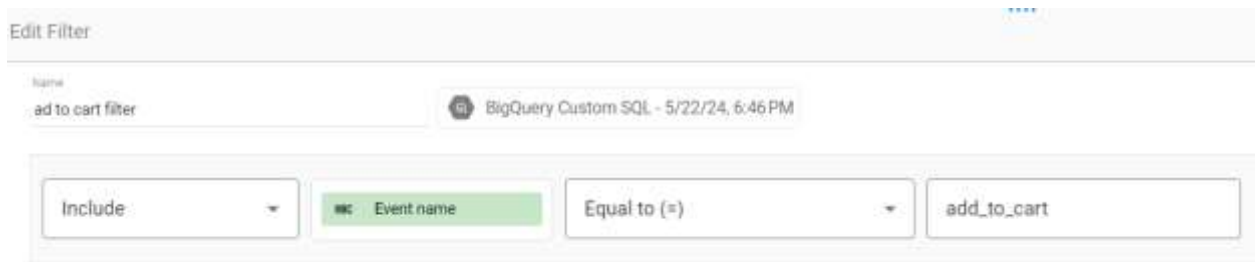 Edit Filter
Name
ad to cart filter
BigQuery Custom SQL - 5/22/24, 6:46 PM
Include
Event name
Equal to (=)
add_to_cart